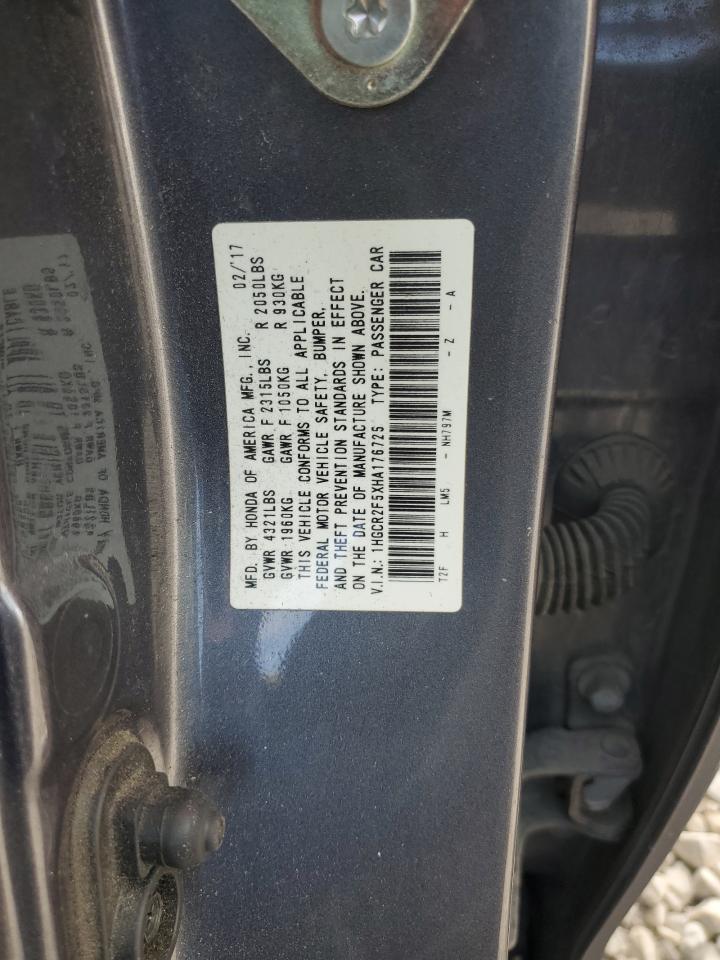 MFD. BY HONDA OF AMERICA MFG., INC. 02/'17
GVWR 4321LBS GAWR F 2315LBS R 2050LBS
GVWR 1960KG GAWR F 1050KG R 930KG
THIS VEHICLE CONFORMS TO ALL APPLICABLE
FEDERAL MOTOR VEHICLE SAFETY, BUMPER,
AND THEFT PREVENTION STANDARDS IN EFFECT
ON THE DATE OF MANUFACTURE SHOWN ABOVE.
V.I.N.: 1HGCR2F5XHA176725 TYPE: PASSENGER CAR
T2F H LM5 - NH797M - Z - A